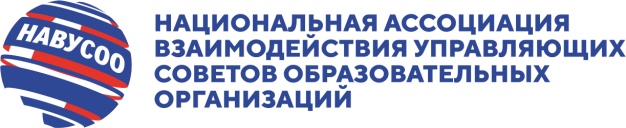 НАВУСОО
НАЦИОНАЛЬНАЯ АССОЦИАЦИЯ
ВЗАИМОДЕЙСТВИЯ УПРАВЛЯЮЩИХ
СОВЕТОВ ОБРАЗОВАТЕЛЬНЫХ
ОРГАНИЗАЦИЙ